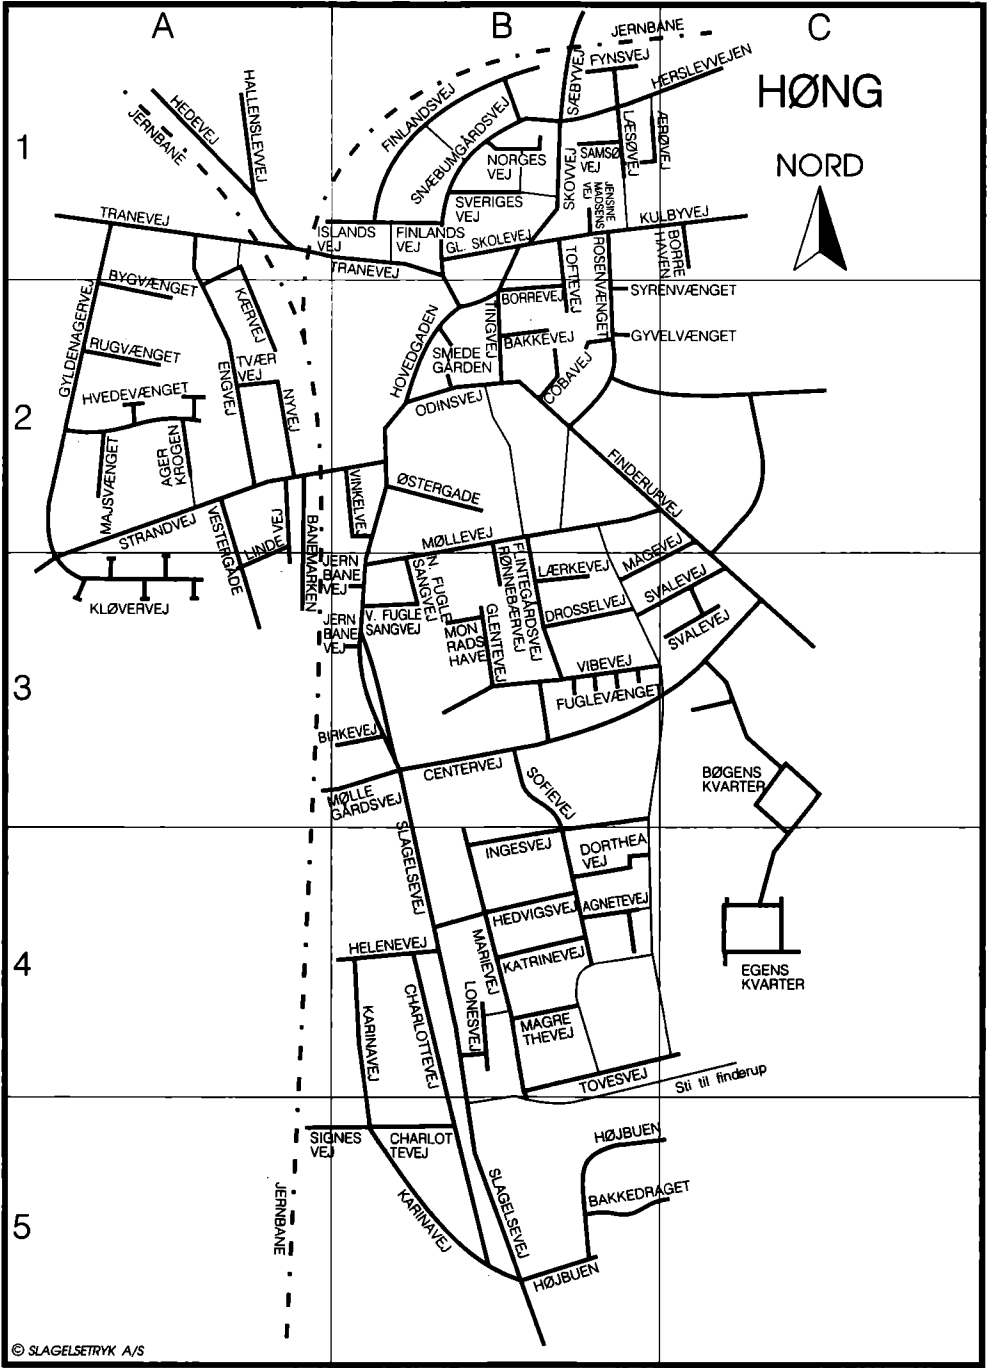 A
B
C
1
2
3
4
5
HØNG
NORD
JERNBANE
FYNSVEJ
HERSLEVVEJEN
SÆBYVEJ
HALLENSLEVVEJ
HEDEVEJ
JERNBANE
FINLANDSVEJ
SNÆBUMGÅRDSVEJ
NORGES
VEJ
SAMSØ
VEJ
LÆSØVEJ
ÆRØVEJ
SKOVVEJ
JENSINE
MADSENS
VEJ
SVERIGES
VEJ
TRANEVEJ
ISLANDS
VEJ
FINLANDS
VEJ
GL. SKOLEVEJ
KULBYVEJ
BORRE
HAVEN
TRANEVEJ
TOFTEVEJ
ROSENVÆNGET
SYRENVÆNGET
GYVELVÆNGET
BYGVÆNGET
GYLDENAGERVEJ
KÆRVEJ
HOVEDGADEN
TINGVEJ
BORREVEJ
BAKKEVEJ
COBAVEJ
RUGVÆNGET
SMEDE
GÅRDEN
TVÆR
VEJ
ENGVEJ
NYVEJ
HVEDEVÆNGET
ODINSVEJ
MAJSVÆNGET
AGER
KROGEN
FINDERUPVEJ
VINKELVEJ
ØSTERGADE
STRANDVEJ
VESTERGADE
LINDE
VEJ
BANEMARKEN
MØLLEVEJ
JERN
BANE
VEJ
N. FUGLE
SANGVEJ
RØNNEBÆRVEJ
FLINTEGÅRDSVEJ
LÆRKEVEJ
MÅGEVEJ
SVALEVEJ
KLØVERVEJ
V. FUGLE
SANGVEJ
JERN
BANE
VEJ
MON
RADS
HAVE
GLENTEVEJ
DROSSELVEJ
SVALEVEJ
VIBEVEJ
FUGLEVÆNGET
BIRKEVEJ
CENTERVEJ
SOFIEVEJ
BØGENS
KVARTER
MØLLE
GÅRDSVEJ
SLAGELSEVEJ
INGESVEJ
DORTHEA
VEJ
HEDVIGSVEJ
AGNETEVEJ
HELENEVEJ
MARIEVEJ
KATRINEVEJ
EGENS
KVARTER
KARINAVEJ
CHARLOTTEVEJ
LONESVEJ
MAGRE
THEVEJ
TOVESVEJ
Sti til finderup
SIGNES
VEJ
CHARLOT
TEVEJ
HØJBUEN
JERNBANE
KARINAVEJ
SLAGELSEVEJ
BAKKEDRAGET
HØJBUEN
© SLAGELSETRYK A/S